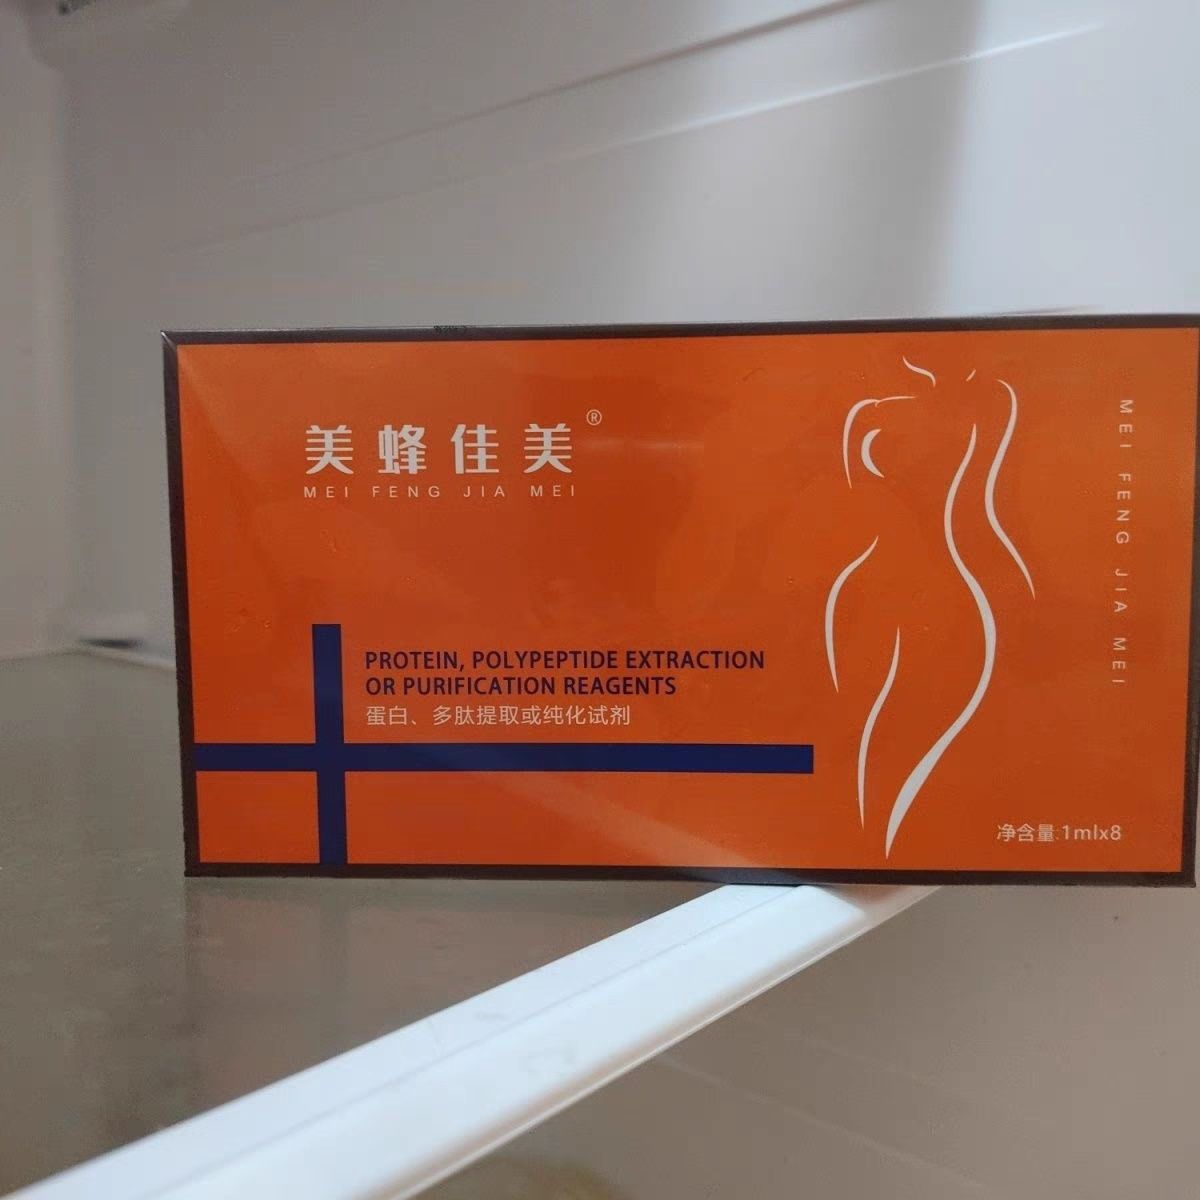 美蜂佳美®
MEI FENG JIA MEI
PROTEIN, POLYPEPTIDE EXTRACTION
OR PURIFICATION REAGENTS
蛋白、多肽提取或纯化试剂
MEI FENG JIA MEI
净含量:1mlx8